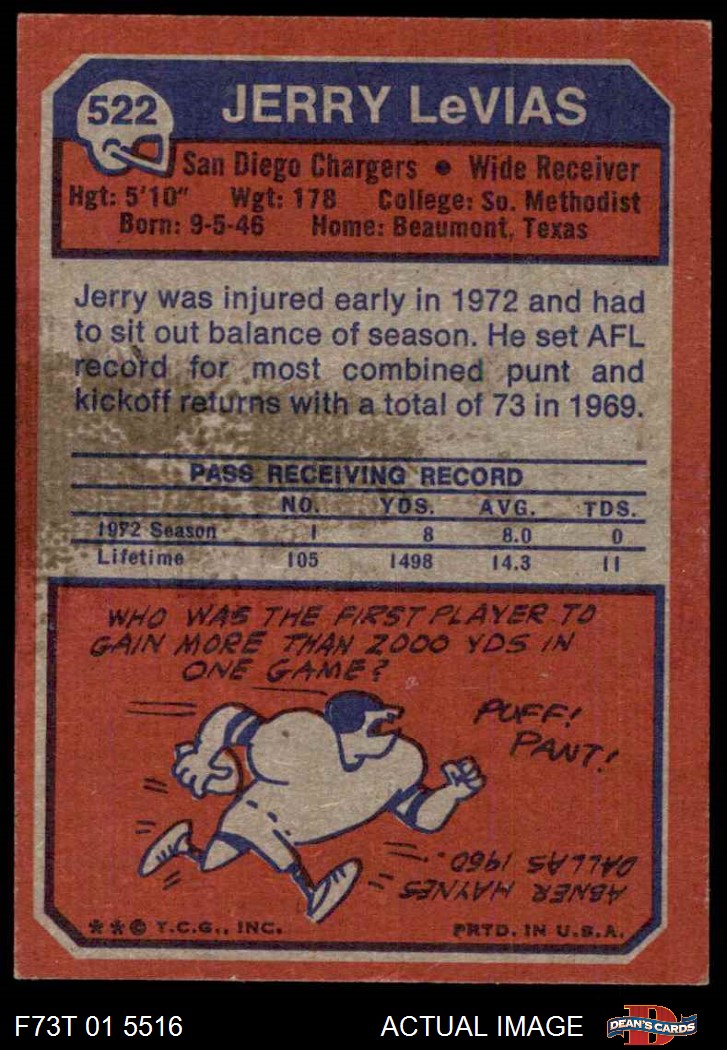 522
JERRY LeVIAS
San Diego Chargers • Wide Receiver
Hgt: 5'10" Wgt: 178 College: So. Methodist
Born: 9-5-46 Home: Beaumont, Texas
Jerry was injured early in 1972 and had
to sit out balance of season. He set AFL
record for most combined punt and
kickoff returns with a total of 73 in 1969.
PASS RECEIVING RECORD
NO. YDS. AVG. TDS.
1972 Season 1 8 8.0 0
Lifetime 105 1498 14.3 11
WHO WAS THE FIRST PLAYER TO
GAIN MORE THAN 2000 YDS IN
ONE GAME?
PUFF!
PANT!
ABNER HAYNES
DALLAS 1960.
**© T.C.G., INC. PRTD. IN U.S.A.
F73T 01 5516 ACTUAL IMAGE
D
DEAN'S CARDS